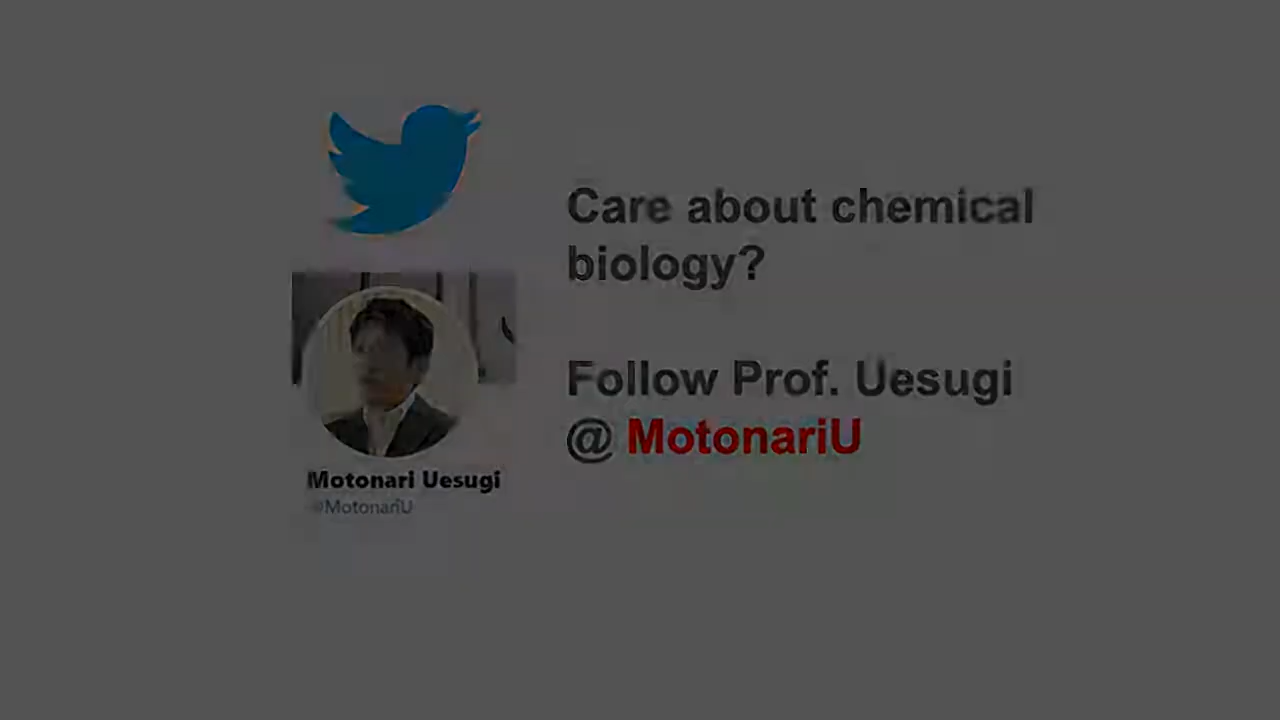 Care about chemical
biology?
Follow Prof. Uesugi
@ MotonariU
Motonari Uesugi
@MotonariU